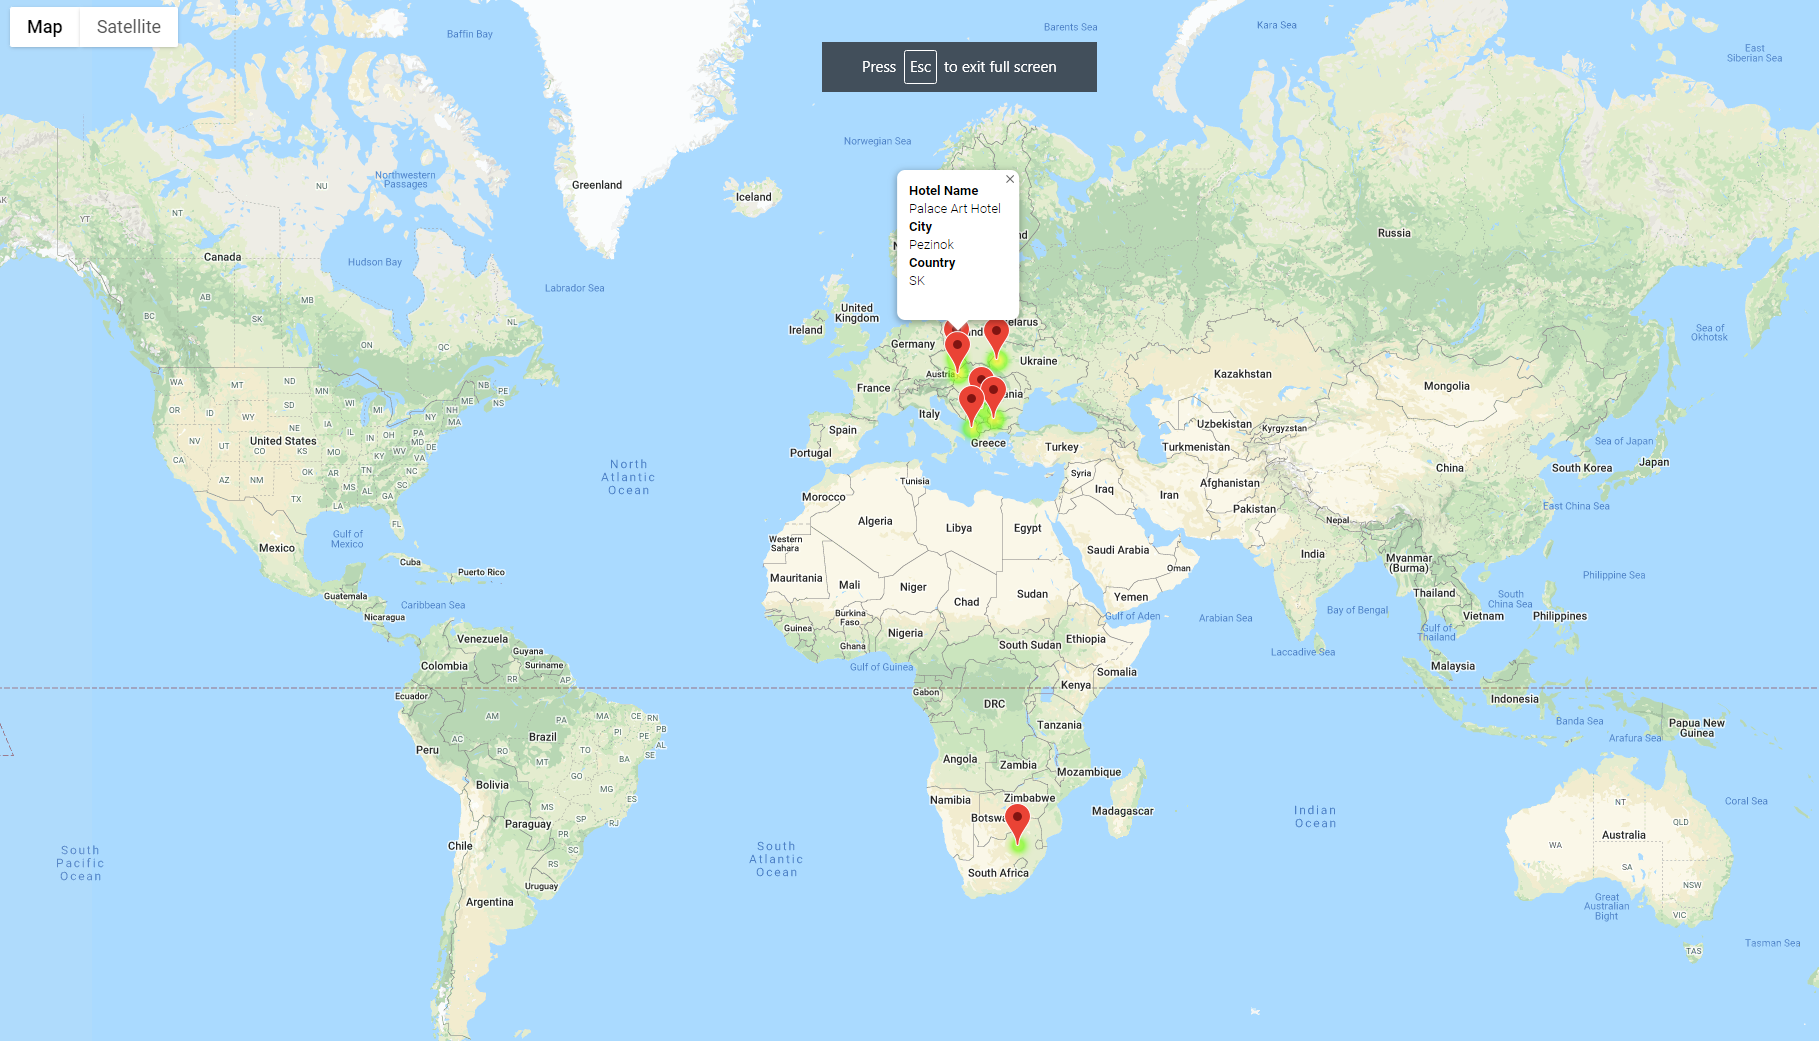 Map
Satellite
Press Esc to exit full screen
Hotel Name
Palace Art Hotel
City
Pezinok
Country
SK
Baffin Bay
Barents Sea
Kara Sea
East
Siberian Sea
Norwegian Sea
Greenland
Iceland
Northwestern
Passages
NU
YT
NT
Canada
Hudson Bay
Labrador Sea
Russia
AB
MB
BC
SK
NL
ON
QC
United
Kingdom
Ireland
Germany
Ukraine
Austria
France
Italy
Spain
Portugal
Greece
Turkey
Kazakhstan
Mongolia
Sea of
Okhotsk
Uzbekistan
Kyrgyzstan
Turkmenistan
Sea of Japan
Japan
South Korea
China
Syria
Iraq
Iran
Afghanistan
Pakistan
Nepal
East China Sea
WA
MT
ND
MN
OR
ID
WY
SD
WI
MI
NB
PE
NS
VT
NH
NY
MA
ME
IA
NE
NV
UT
CO
United States
KS
MO
IL
IN
OH
PA
MD
DE
WV
KY
VA
CA
AZ
NM
OK
AR
TN
NC
SC
TX
MS
AL
GA
LA
FL
North
Atlantic
Ocean
Tunisia
Morocco
Algeria
Libya
Egypt
Western
Sahara
Saudi Arabia
Oman
Yemen
India
Myanmar
(Burma)
Mexico
Gulf of
Mexico
Cuba
Puerto Rico
Guatemala
Caribbean Sea
Nicaragua
Mauritania
Mali
Niger
Chad
Sudan
Burkina
Faso
Guinea
Ghana
Nigeria
South Sudan
Ethiopia
Somalia
Gulf of Aden
Gulf of Guinea
Arabian Sea
Bay of Bengal
Laccadive Sea
Thailand
Gulf of
Thailand
South
China Sea
Vietnam
Philippines
Philippine Sea
Malaysia
Indonesia
Banda Sea
Arafura Sea
Papua New
Guinea
Venezuela
Guyana
Suriname
Colombia
RR
AP
Ecuador
Gabon
DRC
Kenya
Tanzania
AM
PA
MA
CE
RN
PB
PE
AL
SE
PI
TO
BA
AC
RO
MT
GO
MG
ES
MS
SP
RJ
PR
SC
RS
Peru
Brazil
Bolivia
Paraguay
Chile
Uruguay
Argentina
Angola
Zambia
Mozambique
Namibia
Zimbabwe
Madagascar
South Africa
Indian
Ocean
South
Pacific
Ocean
South
Atlantic
Ocean
Coral Sea
NT
QLD
Australia
WA
SA
NSW
VIC
TAS
Great
Australian
Bight
Tasman Sea